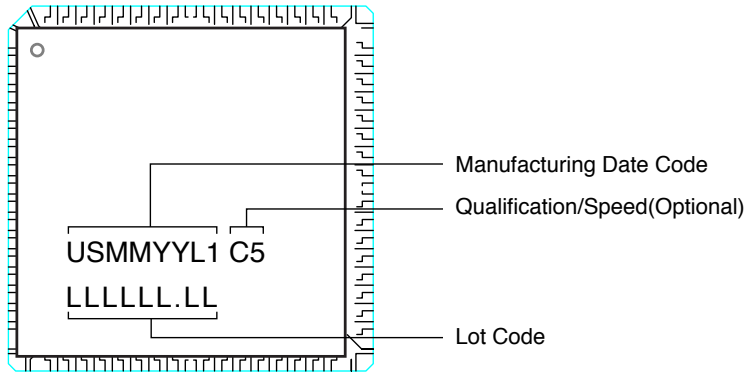 Manufacturing Date Code
Qualification/Speed(Optional)
USMMYYL1 C5
LLLLLL.LL
Lot Code